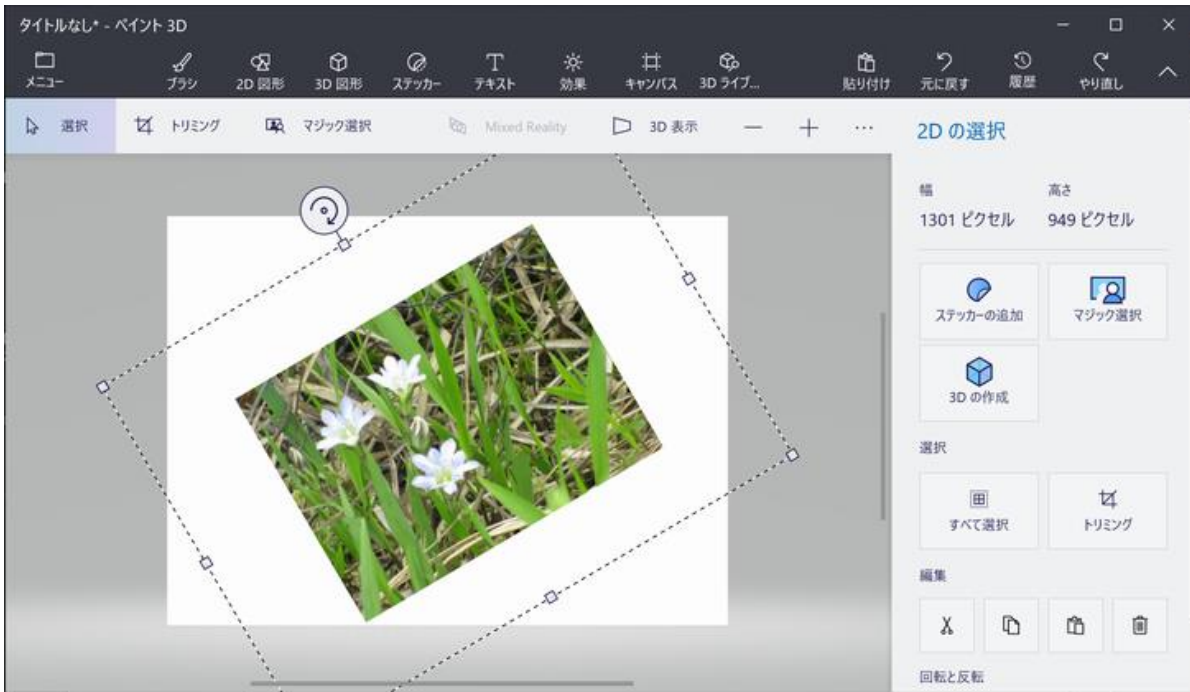 タイトルなし* - ペイント 3D
メニュー ブラシ 2D 図形 3D 図形 ステッカー テキスト 効果 キャンバス 3D ライブ... 貼り付け 元に戻す 履歴 やり直し
選択 トリミング マジック選択 Mixed Reality 3D 表示
2D の選択
幅 高さ
1301 ピクセル 949 ピクセル
ステッカーの追加 マジック選択
3D の作成
選択
すべて選択 トリミング
編集
回転と反転